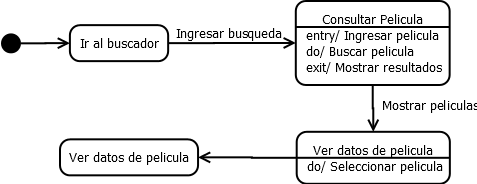 Consultar Pelicula
Ingresar busqueda
Ir al buscador
entry/ Ingresar pelicula
do/ Buscar pelicula
exit/ Mostrar resultados
Mostrar peliculas
Ver datos de pelicula
Ver datos de pelicula
do/ Seleccionar pelicula